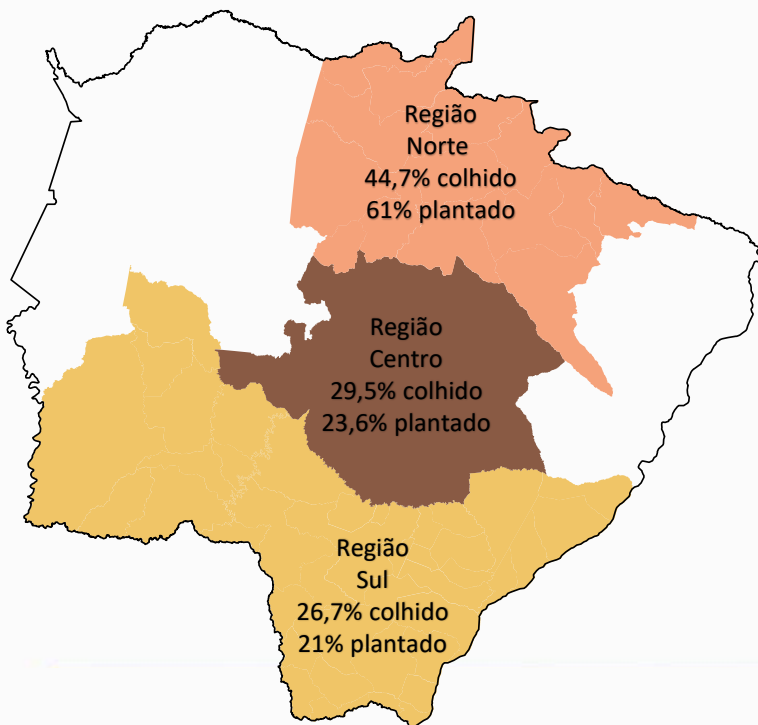 Região
Norte
44,7% colhido
61% plantado
Região
Centro
29,5% colhido
23,6% plantado
Região
Sul
26,7% colhido
21% plantado